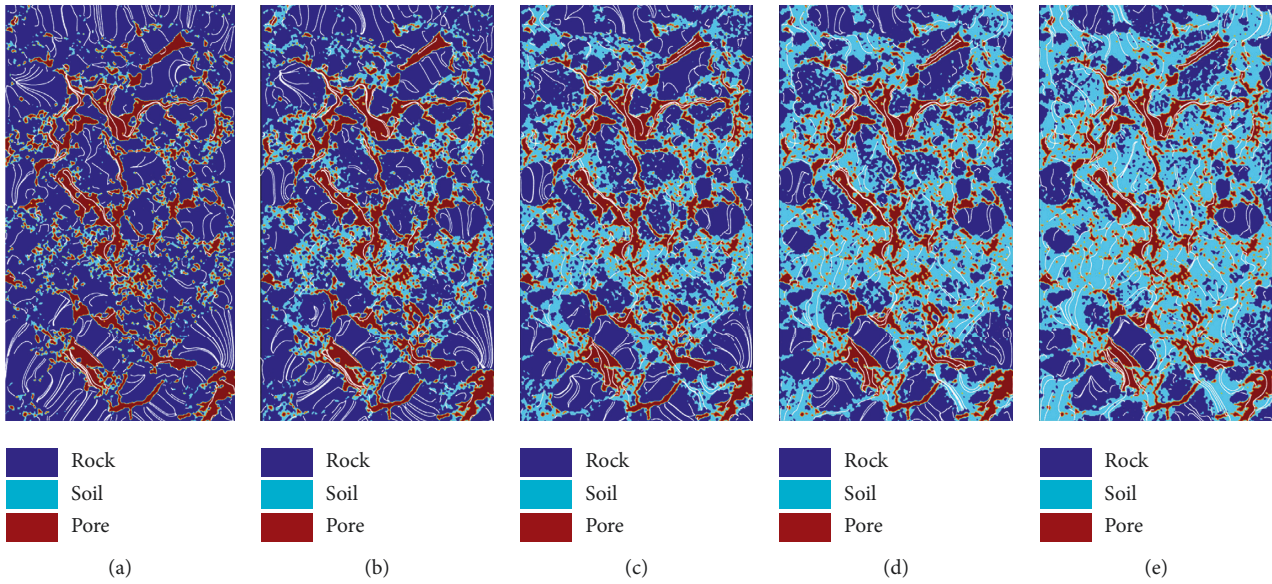 Rock Rock Rock Rock Rock
Soil Soil Soil Soil Soil
Pore Pore Pore Pore Pore
(a) (b) (c) (d) (e)